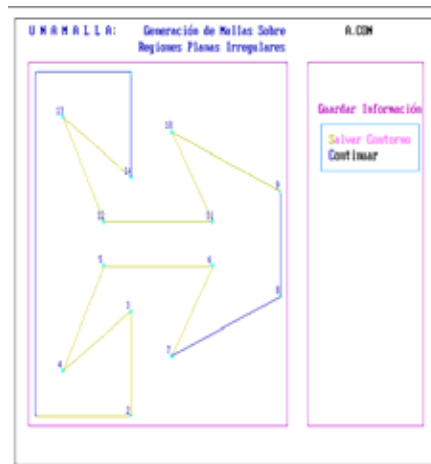 U N A M A L L A: Generación de Mallas Sobre A.CON
Regiones Planas Irregulares
Guardar Información
Salvar Contorno
Continuar
13
10
14
9
12
11
5
6
8
3
7
4
2